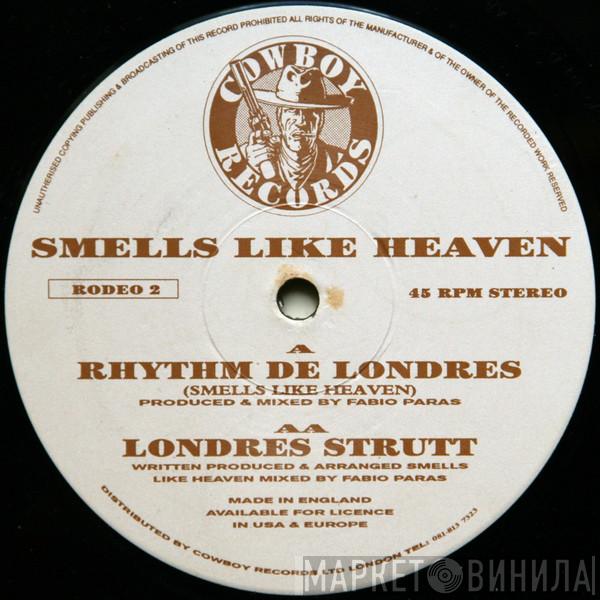 UNAUTHORISED COPYING PUBLISHING & BROADCASTING OF THIS RECORD PROHIBITED ALL RIGHTS OF THE MANUFACTURER & OF THE OWNER OF THE RECORDED WORK RESERVED
COWBOY
RECORDS
SMELLS LIKE HEAVEN
RODEO 2
45 RPM STEREO
A
RHYTHM DE LONDRES
(SMELLS LIKE HEAVEN)
PRODUCED & MIXED BY FABIO PARAS
AA
LONDRES STRUTT
WRITTEN PRODUCED & ARRANGED SMELLS
LIKE HEAVEN MIXED BY FABIO PARAS
MADE IN ENGLAND
AVAILABLE FOR LICENCE
IN USA & EUROPE
DISTRIBUTED BY COWBOY RECORDS LTD LONDON TEL: 081-813 7323
МАРКЕТ ВИНИЛА